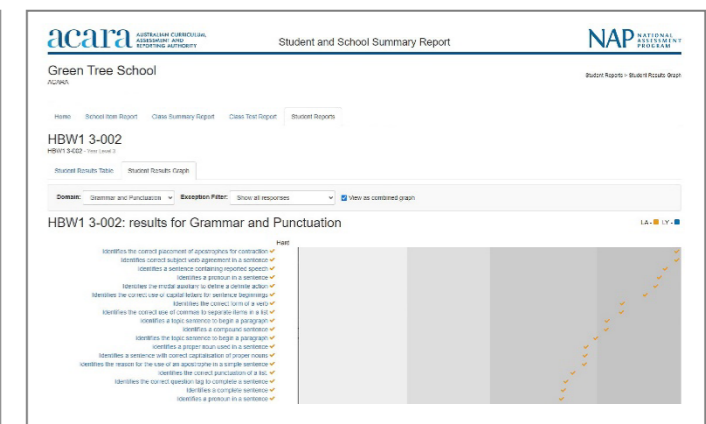 acara AUSTRALIAN CURRICULUM, ASSESSMENT AND REPORTING AUTHORITY
Student and School Summary Report
NAP NATIONAL ASSESSMENT PROGRAM
Green Tree School
ACARA
Student Reports > Student Results Graph
Home School Item Report Class Summary Report Class Test Report Student Reports
HBW1 3-002
HBW1 3-002 - Year Level 3
Student Results Table Student Results Graph
Domain: Grammar and Punctuation Exception Filter: Show all responses View as combined graph
HBW1 3-002: results for Grammar and Punctuation
LA - LY -
Hard
Identifies the correct placement of apostrophes for contraction
Identifies correct subject verb agreement in a sentence
Identifies a sentence containing reported speech
Identifies a pronoun in a sentence
Identifies the modal auxiliary to define a definite action
Identifies the correct use of capital letters for sentence beginnings
Identifies the correct form of a verb
Identifies the correct use of commas to separate items in a list
Identifies a topic sentence to begin a paragraph
Identifies a compound sentence
Identifies the topic sentence to begin a paragraph
Identifies a proper noun used in a sentence
Identifies a sentence with correct capitalisation of proper nouns
Identifies the reason for the use of an apostrophe in a simple sentence
Identifies the correct punctuation of a list.
Identifies the correct question tag to complete a sentence
Identifies a complete sentence
Identifies a pronoun in a sentence